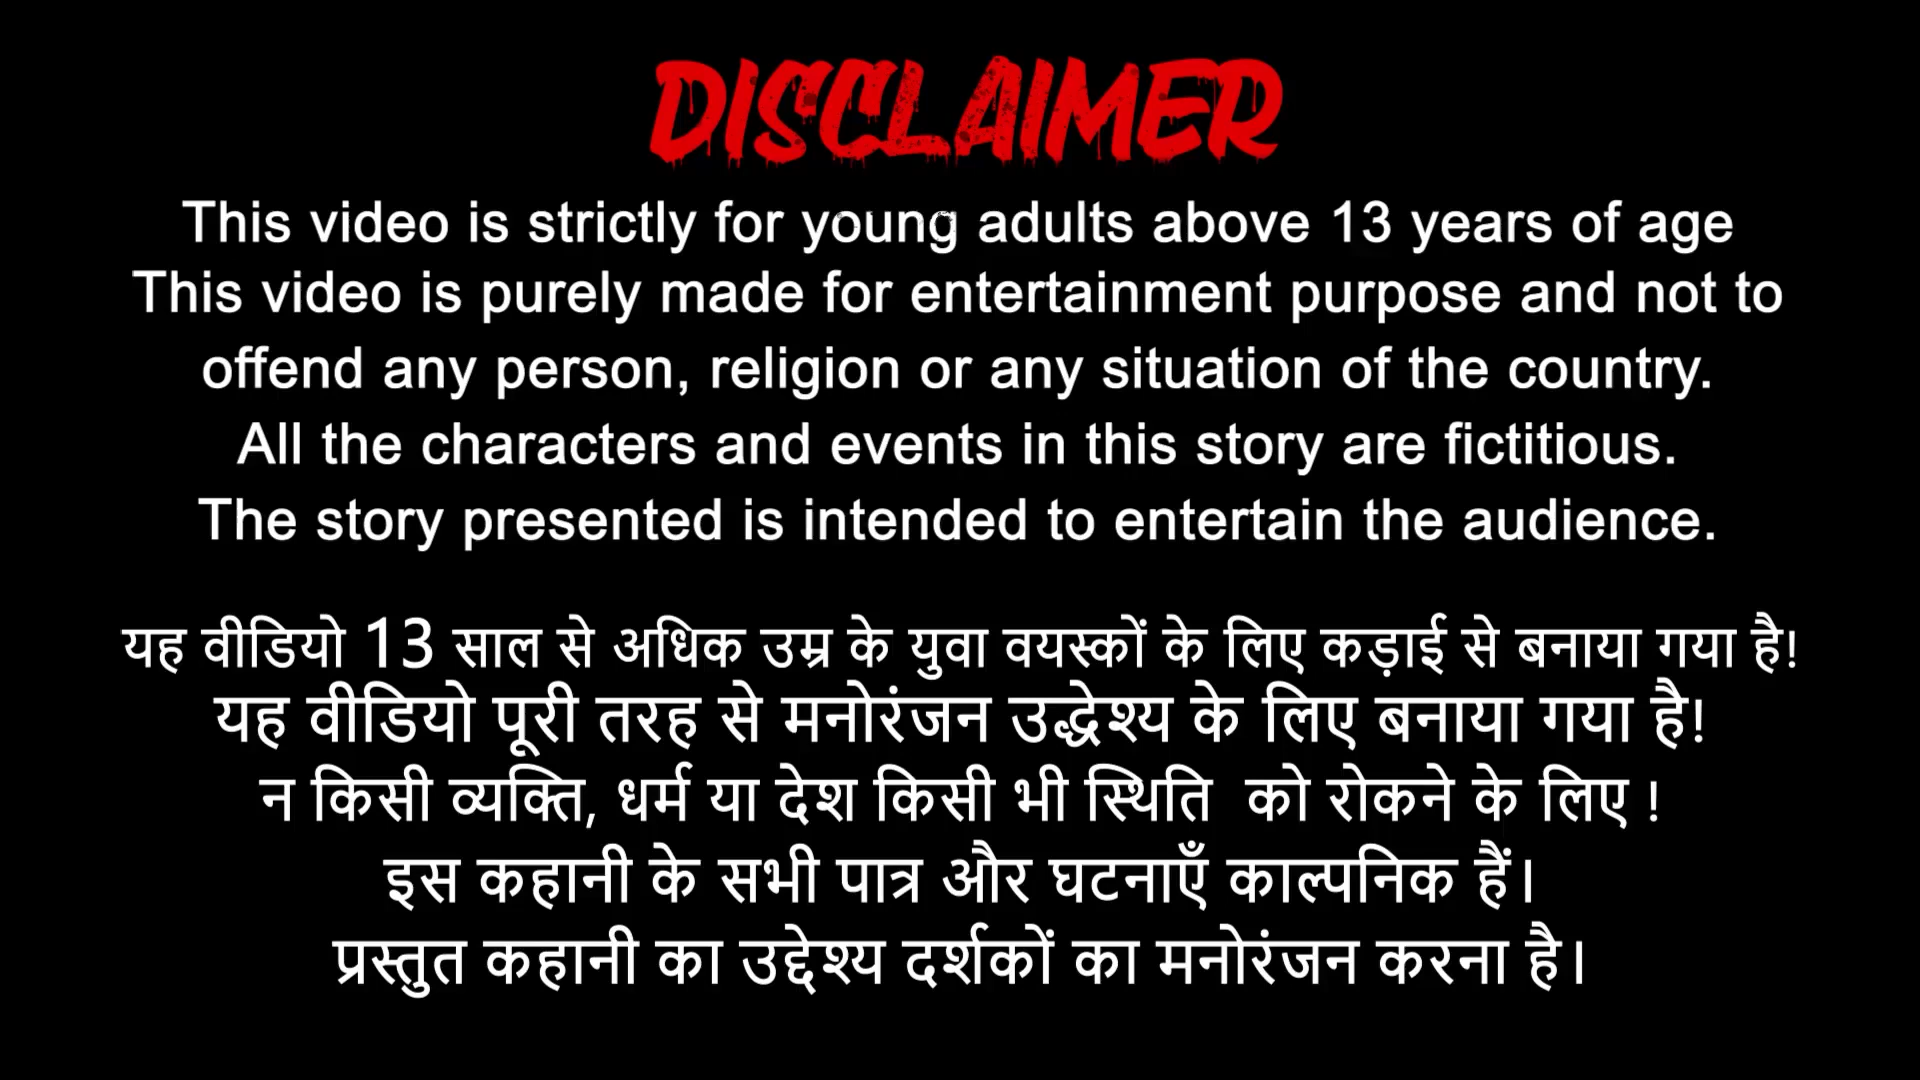 DISCLAIMER
This video is strictly for young adults above 13 years of age
This video is purely made for entertainment purpose and not to
offend any person, religion or any situation of the country.
All the characters and events in this story are fictitious.
The story presented is intended to entertain the audience.
यह वीडियो 13 साल से अधिक उम्र के युवा वयस्कों के लिए कड़ाई से बनाया गया है!
यह वीडियो पूरी तरह से मनोरंजन उद्धेश्य के लिए बनाया गया है!
न किसी व्यक्ति, धर्म या देश किसी भी स्थिति को रोकने के लिए !
इस कहानी के सभी पात्र और घटनाएँ काल्पनिक हैं।
प्रस्तुत कहानी का उद्देश्य दर्शकों का मनोरंजन करना है।